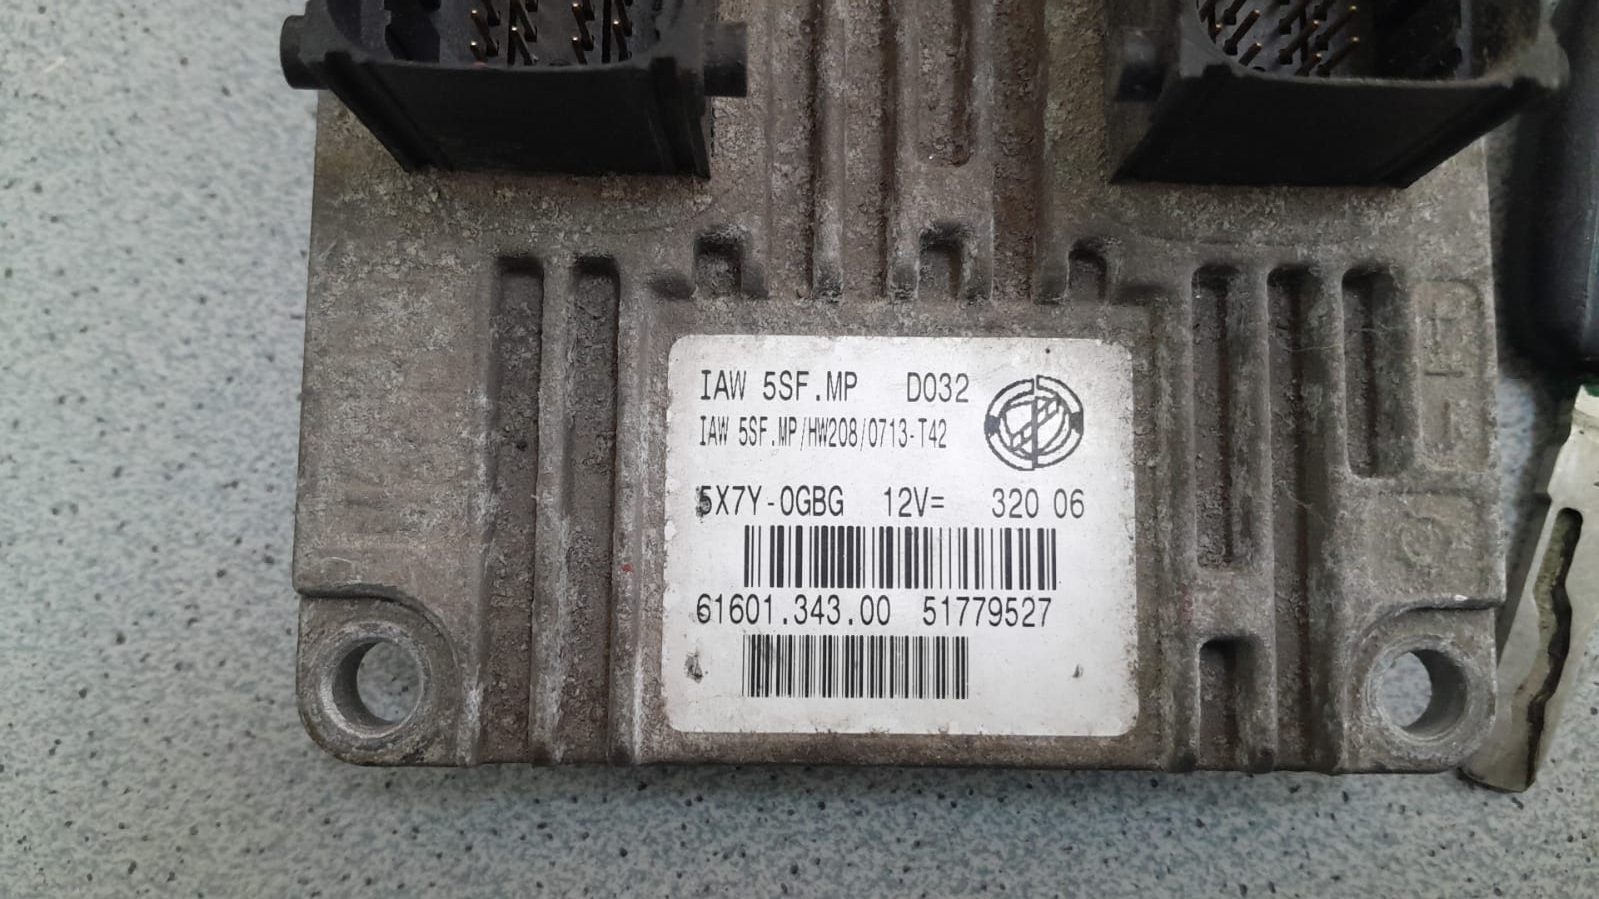 IAW 5SF.MP D032
IAW 5SF.MP/HW208/0713-T42
5X7Y-0GBG 12V= 320 06
61601.343.00 51779527